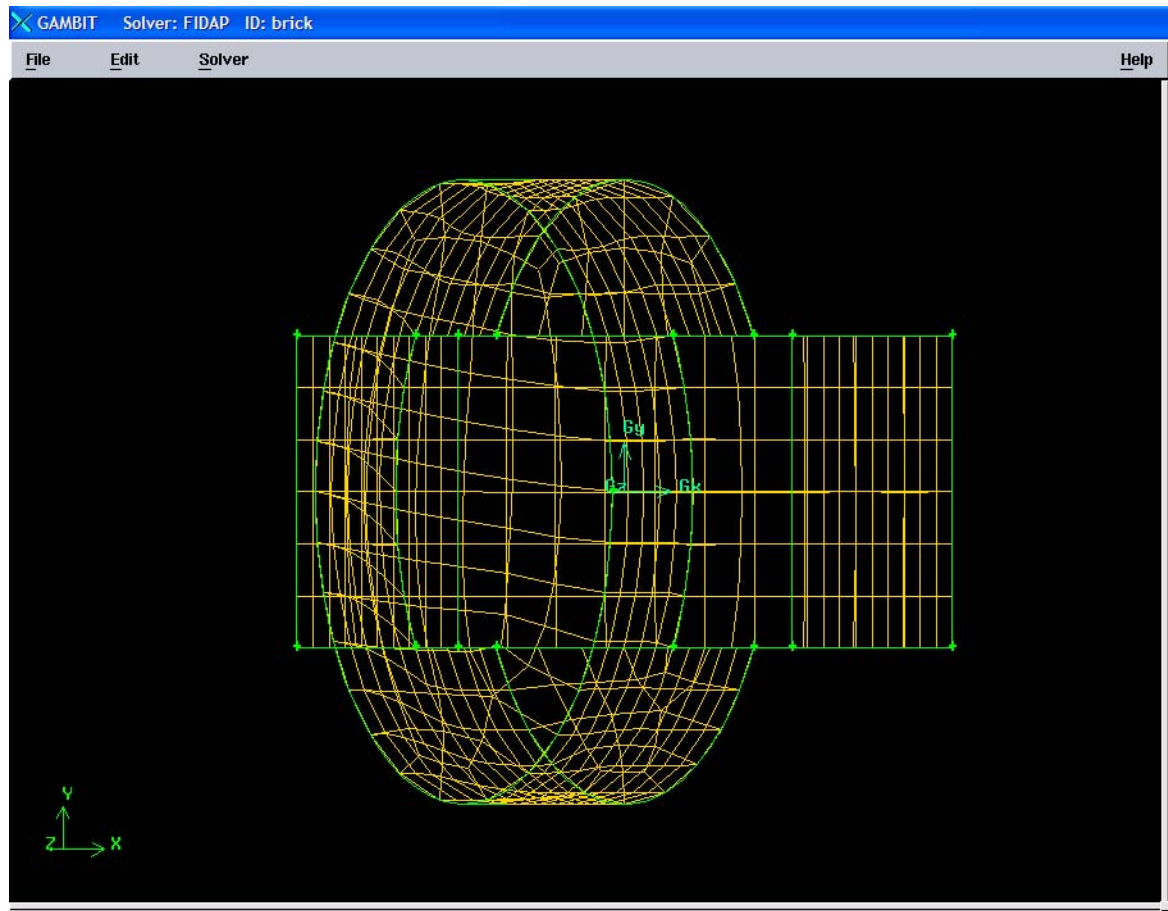 GAMBIT Solver: FIDAP ID: brick
File Edit Solver Help
Gy
Gz Gx
Y
Z X